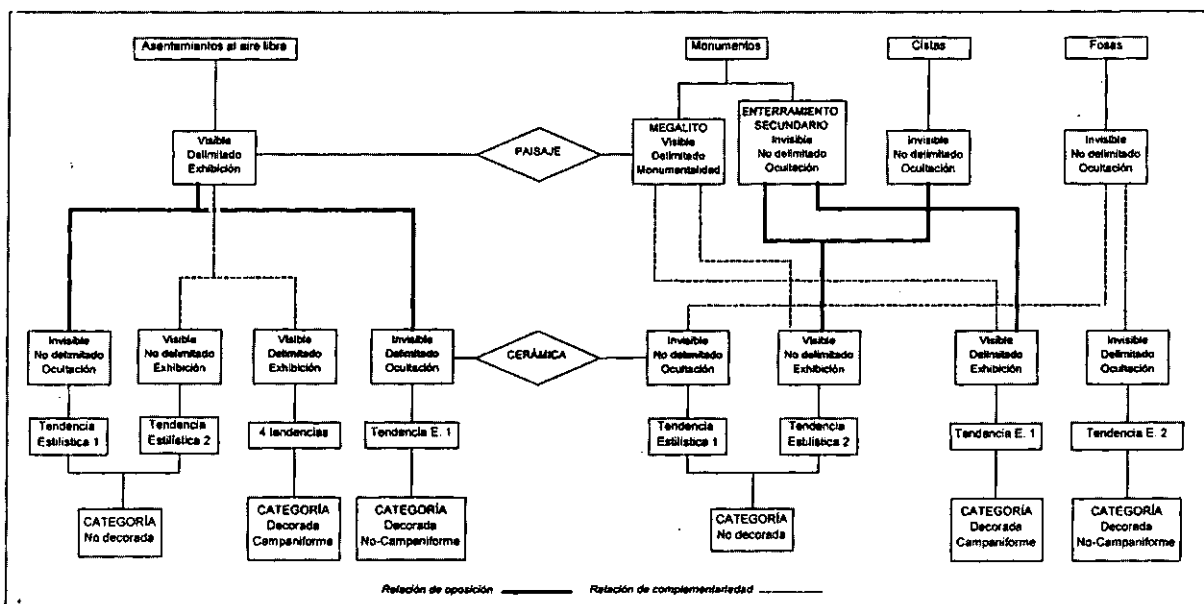 Asentamientos al aire libre
Monumentos
Cistas
Fosas
Visible
Delimitado
Exhibición
PAISAJE
MEGALITO
Visible
Delimitado
Monumentalidad
ENTERRAMIENTO
SECUNDARIO
Invisible
No delimitado
Ocultación
Invisible
No delimitado
Ocultación
Invisible
No delimitado
Ocultación
Invisible
No delimitado
Ocultación
Visible
No delimitado
Exhibición
Visible
Delimitado
Exhibición
Invisible
Delimitado
Ocultación
CERÁMICA
Invisible
No delimitado
Ocultación
Visible
No delimitado
Exhibición
Visible
Delimitado
Exhibición
Invisible
Delimitado
Ocultación
Tendencia
Estilística 1
Tendencia
Estilística 2
4 tendencias
Tendencia E. 1
Tendencia
Estilística 1
Tendencia
Estilística 2
Tendencia E. 1
Tendencia E. 2
CATEGORÍA
No decorada
CATEGORÍA
Decorada
Campaniforme
CATEGORÍA
Decorada
No-Campaniforme
CATEGORÍA
No decorada
CATEGORÍA
Decorada
Campaniforme
CATEGORÍA
Decorada
No-Campaniforme
Relación de oposición
Relación de complementariedad